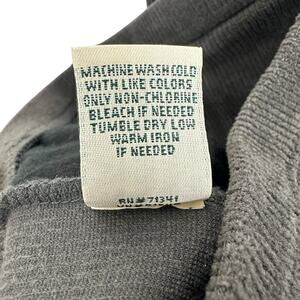 MACHINE WASH COLD
WITH LIKE COLORS
ONLY NON-CHLORINE
BLEACH IF NEEDED
TUMBLE DRY LOW
WARM IRON
IF NEEDED
RN#71341